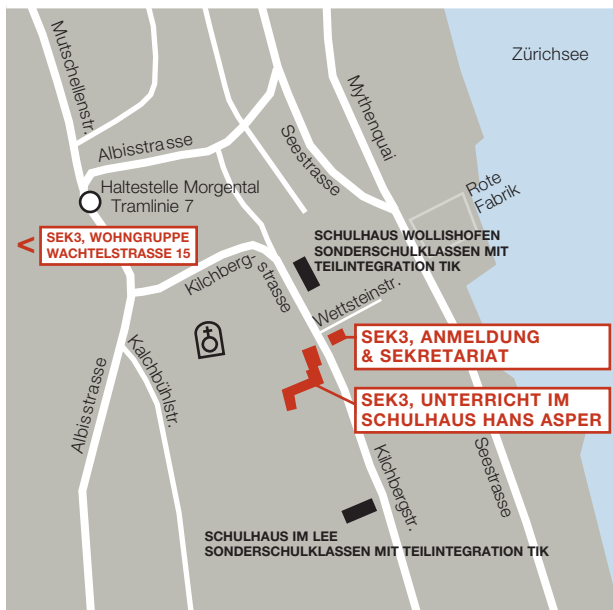 Zürichsee
Mutschellenstr.
Mythenquai
Seestrasse
Albisstrasse
Haltestelle Morgental
Tramlinie 7
Rote
Fabrik
<
SEK3, WOHNGRUPPE
WACHTELSTRASSE 15
SCHULHAUS WOLLISHOFEN
SONDERSCHULKLASSEN MIT
TEILINTEGRATION TIK
Kilchberg-
strasse
Wettsteinstr.
SEK3, ANMELDUNG
& SEKRETARIAT
Kalchbühlstr.
Albisstrasse
SEK3, UNTERRICHT IM
SCHULHAUS HANS ASPER
Kilchbergstr.
Seestrasse
SCHULHAUS IM LEE
SONDERSCHULKLASSEN MIT TEILINTEGRATION TIK